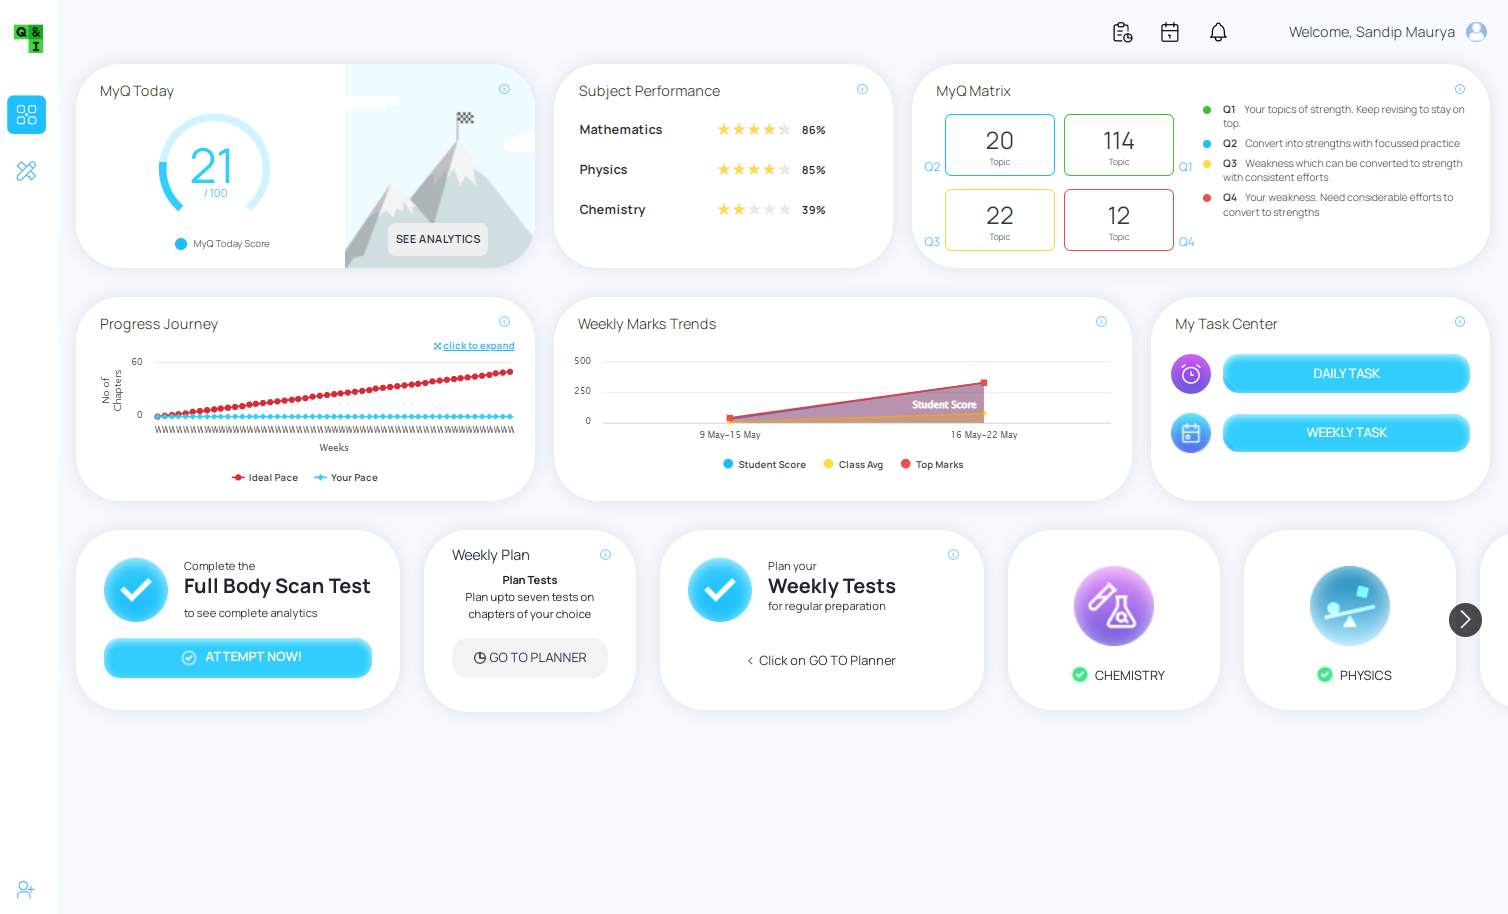 Q &
I
Welcome, Sandip Maurya
MyQ Today
21
/ 100
MyQ Today Score
SEE ANALYTICS
Subject Performance
Mathematics 86%
Physics 85%
Chemistry 39%
MyQ Matrix
Q2
20
Topic
114
Topic
Q1
Q3
22
Topic
12
Topic
Q4
Q1 Your topics of strength. Keep revising to stay on
top.
Q2 Convert into strengths with focussed practice
Q3 Weakness which can be converted to strength
with consistent efforts
Q4 Your weakness. Need considerable efforts to
convert to strengths
Progress Journey
click to expand
No of
Chapters
60
0
Weeks
Ideal Pace Your Pace
Weekly Marks Trends
500
250
0
Student Score
9 May–15 May 16 May–22 May
Student Score Class Avg Top Marks
My Task Center
DAILY TASK
WEEKLY TASK
Complete the
Full Body Scan Test
to see complete analytics
ATTEMPT NOW!
Weekly Plan
Plan Tests
Plan upto seven tests on
chapters of your choice
GO TO PLANNER
Plan your
Weekly Tests
for regular preparation
< Click on GO TO Planner
CHEMISTRY
PHYSICS